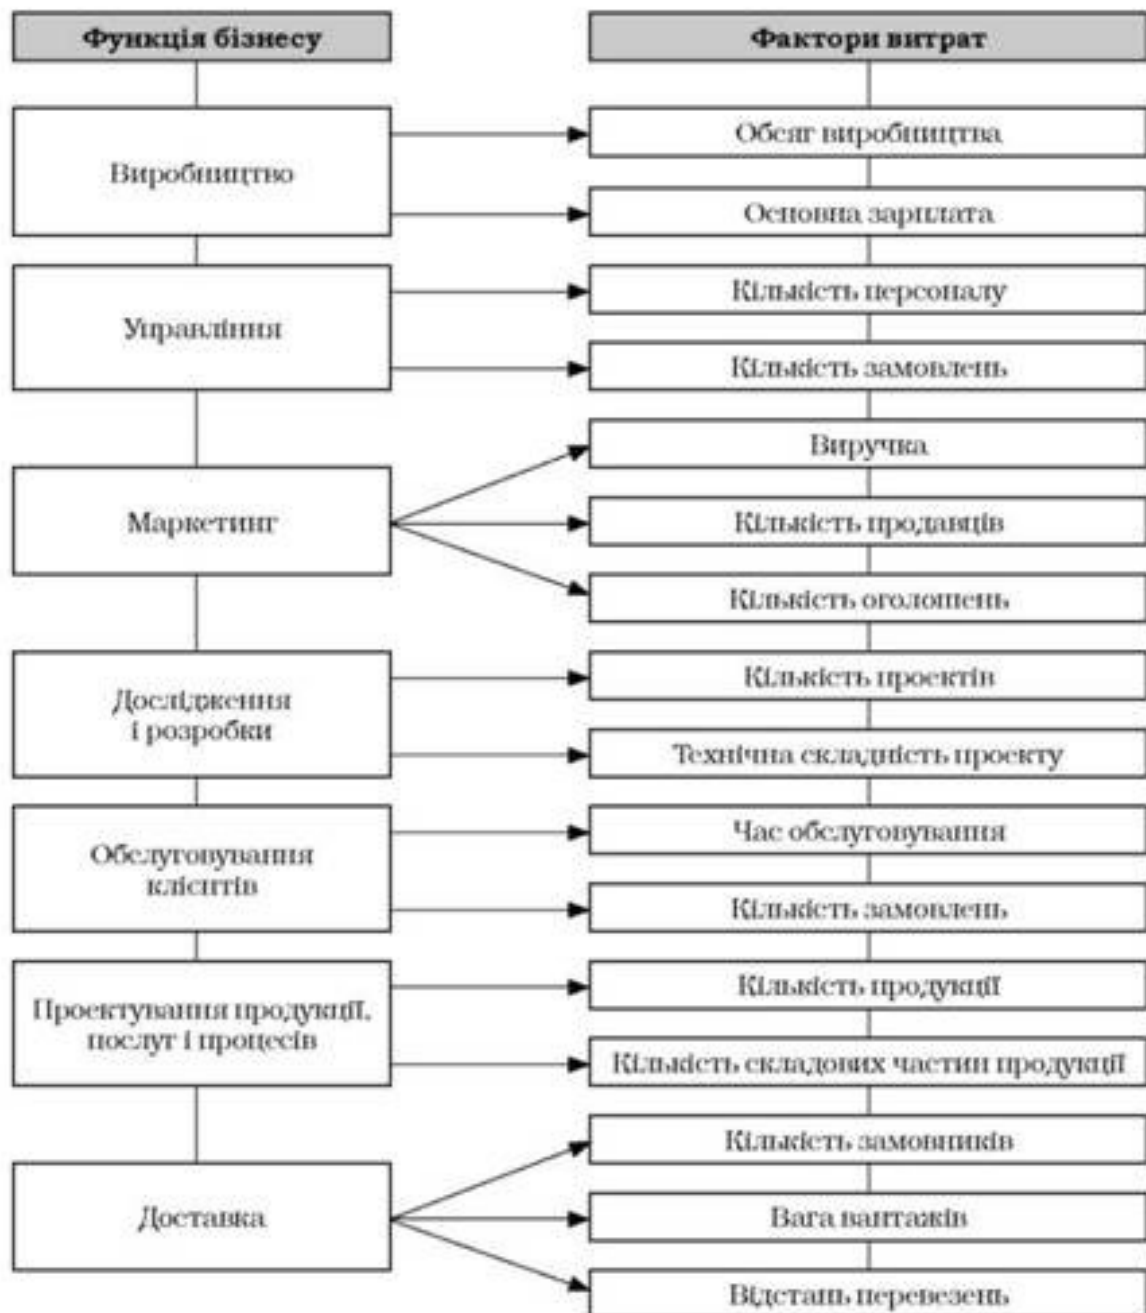 Функція бізнесу
Фактори витрат
Виробництво
Обсяг виробництва
Основна зарплата
Управління
Кількість персоналу
Кількість замовлень
Маркетинг
Виручка
Кількість продавців
Кількість оголошень
Дослідження
і розробки
Кількість проектів
Технічна складність проекту
Обслуговування
клієнтів
Час обслуговування
Кількість замовлень
Проектування продукції,
послуг і процесів
Кількість продукції
Кількість складових частин продукції
Доставка
Кількість замовників
Вага вантажів
Відстань перевезень